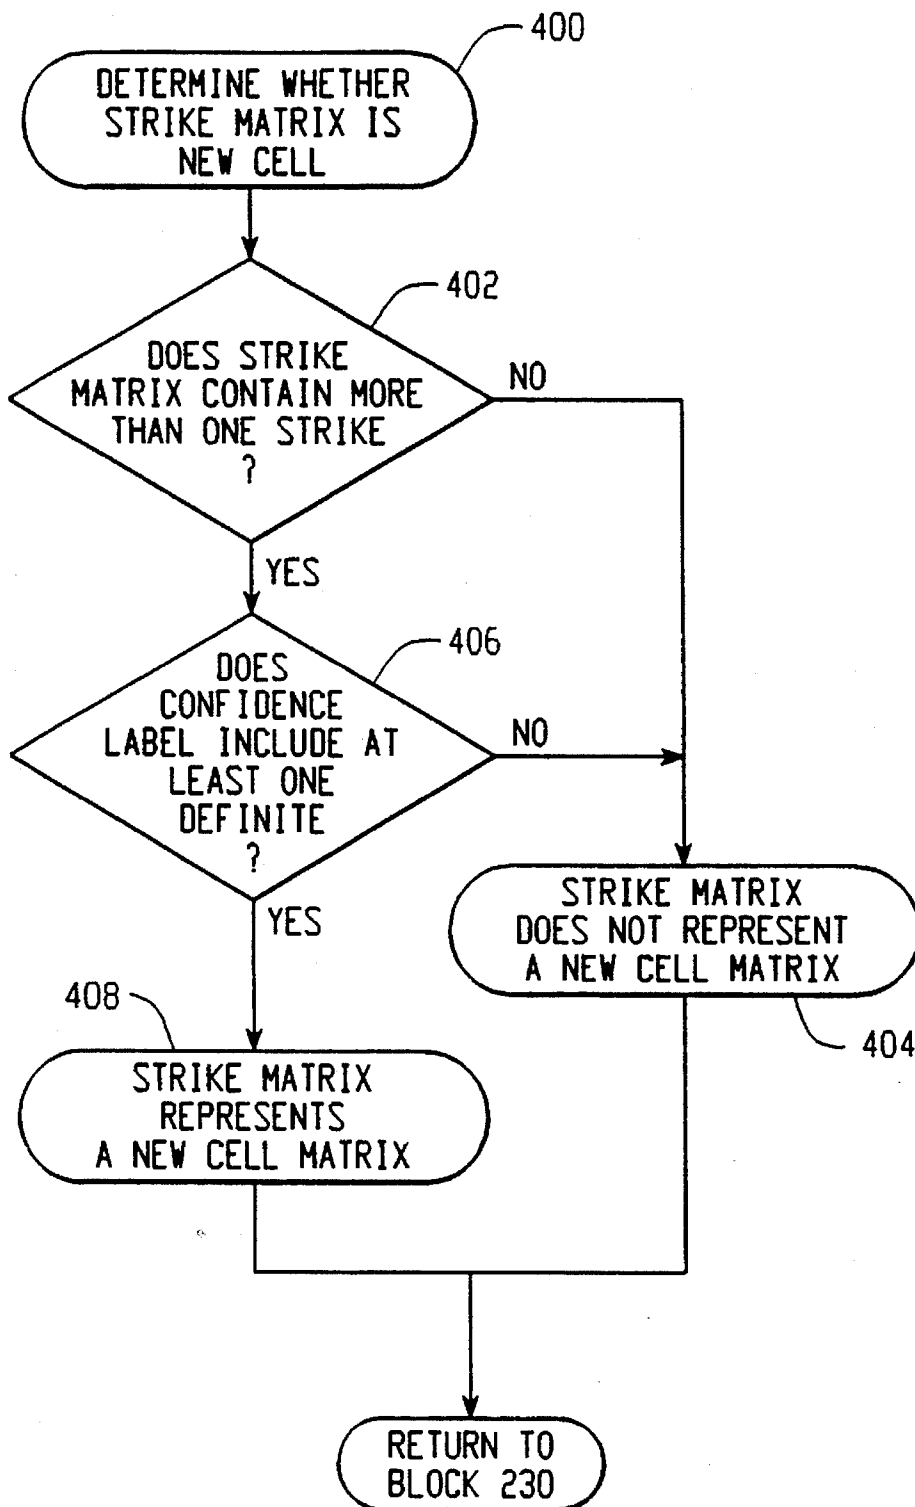 400
DETERMINE WHETHER
STRIKE MATRIX IS
NEW CELL
402
DOES STRIKE
MATRIX CONTAIN MORE
THAN ONE STRIKE
?
NO
YES
406
DOES
CONFIDENCE
LABEL INCLUDE AT
LEAST ONE
DEFINITE
?
NO
YES
STRIKE MATRIX
DOES NOT REPRESENT
A NEW CELL MATRIX
404
408
STRIKE MATRIX
REPRESENTS
A NEW CELL MATRIX
RETURN TO
BLOCK 230